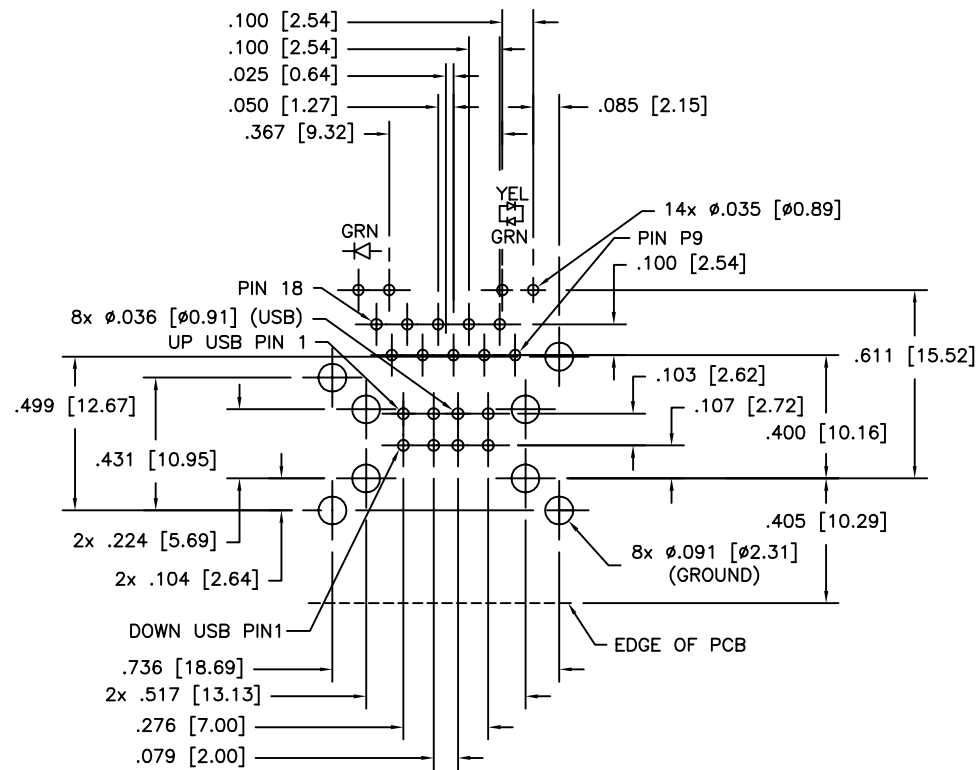 .100 [2.54]
.100 [2.54]
.025 [0.64]
.050 [1.27]
.085 [2.15]
.367 [9.32]
YEL
14x ø.035 [ø0.89]
GRN
GRN
PIN P9
.100 [2.54]
PIN 18
8x ø.036 [ø0.91] (USB)
UP USB PIN 1
.611 [15.52]
.103 [2.62]
.499 [12.67]
.107 [2.72]
.400 [10.16]
.431 [10.95]
.405 [10.29]
2x .224 [5.69]
8x ø.091 [ø2.31]
(GROUND)
2x .104 [2.64]
DOWN USB PIN1
EDGE OF PCB
.736 [18.69]
2x .517 [13.13]
.276 [7.00]
.079 [2.00]